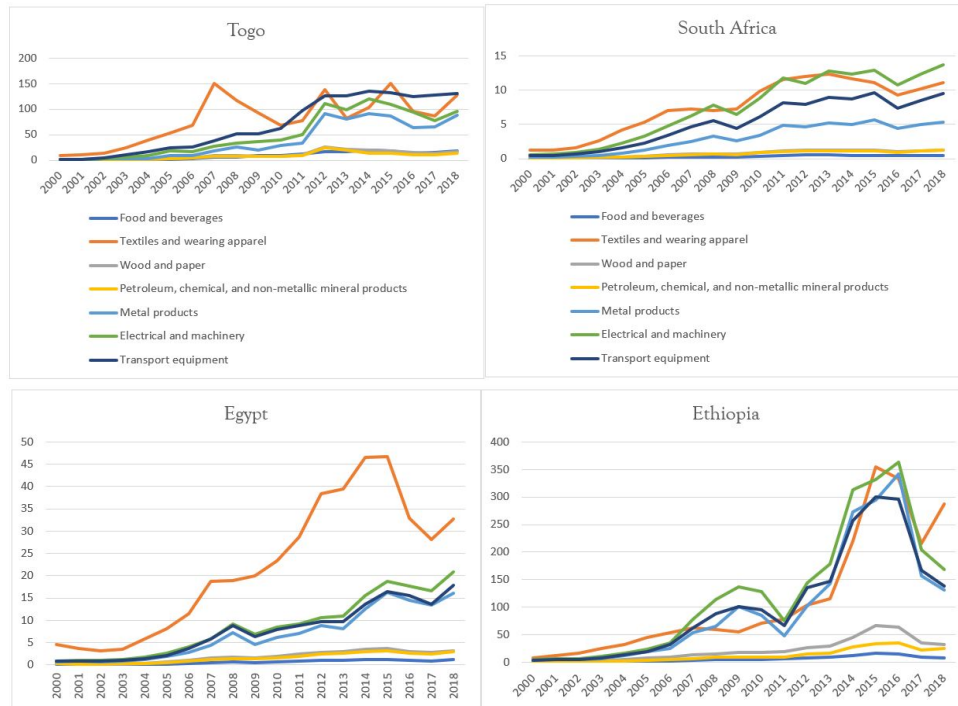 Togo
200
150
100
50
0
2000 2001 2002 2003 2004 2005 2006 2007 2008 2009 2010 2011 2012 2013 2014 2015 2016 2017 2018
Food and beverages
Textiles and wearing apparel
Wood and paper
Petroleum, chemical, and non-metallic mineral products
Metal products
Electrical and machinery
Transport equipment
South Africa
15
10
5
0
2000 2001 2002 2003 2004 2005 2006 2007 2008 2009 2010 2011 2012 2013 2014 2015 2016 2017 2018
Food and beverages
Textiles and wearing apparel
Wood and paper
Petroleum, chemical, and non-metallic mineral products
Metal products
Electrical and machinery
Transport equipment
Egypt
50
45
40
35
30
25
20
15
10
5
0
2000 2001 2002 2003 2004 2005 2006 2007 2008 2009 2010 2011 2012 2013 2014 2015 2016 2017 2018
Ethiopia
400
350
300
250
200
150
100
50
0
2000 2001 2002 2003 2004 2005 2006 2007 2008 2009 2010 2011 2012 2013 2014 2015 2016 2017 2018